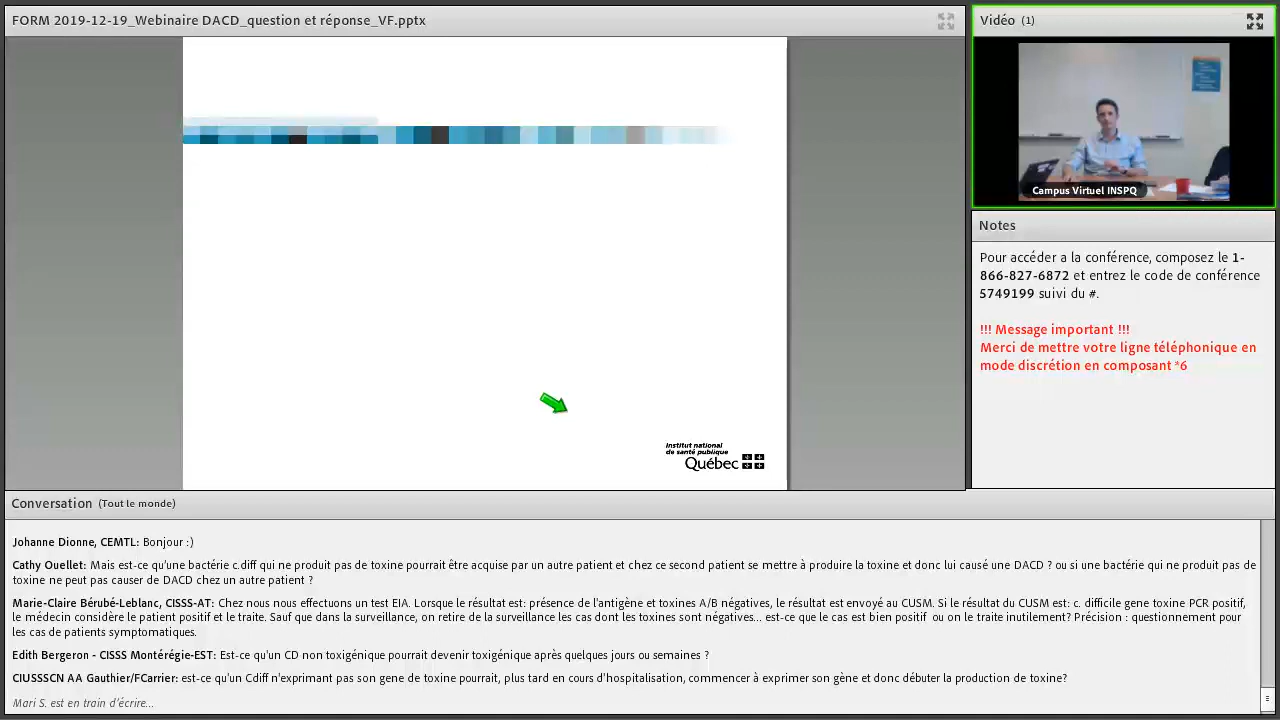 FORM 2019-12-19_Webinaire DACD_question et réponse_VF.pptx
Institut national
de santé publique
Québec
Vidéo (1)
Campus Virtuel INSPQ
Notes
Pour accéder a la conférence, composez le 1-
866-827-6872 et entrez le code de conférence
5749199 suivi du #.
!!! Message important !!!
Merci de mettre votre ligne téléphonique en
mode discrétion en composant *6
Conversation (Tout le monde)
Johanne Dionne, CEMTL: Bonjour :)
Cathy Ouellet: Mais est-ce qu'une bactérie c.diff qui ne produit pas de toxine pourrait être acquise par un autre patient et chez ce second patient se mettre à produire la toxine et donc lui causé une DACD ? ou si une bactérie qui ne produit pas de
toxine ne peut pas causer de DACD chez un autre patient ?
Marie-Claire Bérubé-Leblanc, CISSS-AT: Chez nous nous effectuons un test EIA. Lorsque le résultat est: présence de l'antigène et toxines A/B négatives, le résultat est envoyé au CUSM. Si le résultat du CUSM est: c. difficile gene toxine PCR positif,
le médecin considère le patient positif et le traite. Sauf que dans la surveillance, on retire de la surveillance les cas dont les toxines sont négatives... est-ce que le cas est bien positif ou on le traite inutilement? Précision : questionnement pour
les cas de patients symptomatiques.
Edith Bergeron - CISSS Montérégie-EST: Est-ce qu'un CD non toxigénique pourrait devenir toxigénique après quelques jours ou semaines ?
CIUSSSCN AA Gauthier/FCarrier: est-ce qu'un Cdiff n'exprimant pas son gene de toxine pourrait, plus tard en cours d'hospitalisation, commencer à exprimer son gène et donc débuter la production de toxine?
Mari S. est en train d'écrire...